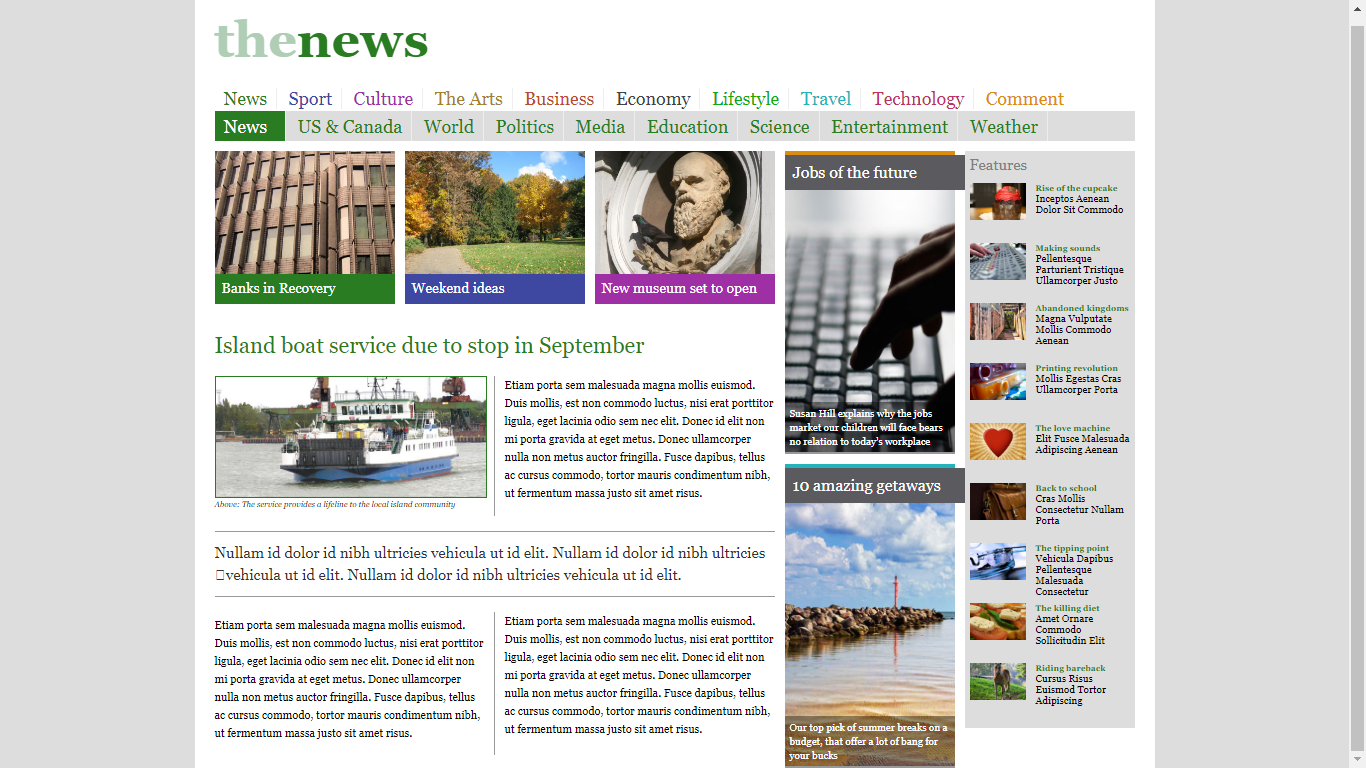 thenews
News Sport Culture The Arts Business Economy Lifestyle Travel Technology Comment
News US & Canada World Politics Media Education Science Entertainment Weather
Banks in Recovery
Weekend ideas
New museum set to open
Island boat service due to stop in September
Above: The service provides a lifeline to the local island community
Etiam porta sem malesuada magna mollis euismod.
Duis mollis, est non commodo luctus, nisi erat porttitor
ligula, eget lacinia odio sem nec elit. Donec id elit non
mi porta gravida at eget metus. Donec ullamcorper
nulla non metus auctor fringilla. Fusce dapibus, tellus
ac cursus commodo, tortor mauris condimentum nibh,
ut fermentum massa justo sit amet risus.
Nullam id dolor id nibh ultricies vehicula ut id elit. Nullam id dolor id nibh ultricies
vehicula ut id elit. Nullam id dolor id nibh ultricies vehicula ut id elit.
Etiam porta sem malesuada magna mollis euismod.
Duis mollis, est non commodo luctus, nisi erat porttitor
ligula, eget lacinia odio sem nec elit. Donec id elit non
mi porta gravida at eget metus. Donec ullamcorper
nulla non metus auctor fringilla. Fusce dapibus, tellus
ac cursus commodo, tortor mauris condimentum nibh,
ut fermentum massa justo sit amet risus.
Etiam porta sem malesuada magna mollis euismod.
Duis mollis, est non commodo luctus, nisi erat porttitor
ligula, eget lacinia odio sem nec elit. Donec id elit non
mi porta gravida at eget metus. Donec ullamcorper
nulla non metus auctor fringilla. Fusce dapibus, tellus
ac cursus commodo, tortor mauris condimentum nibh,
ut fermentum massa justo sit amet risus.
Jobs of the future
Susan Hill explains why the jobs
market our children will face bears
no relation to today's workplace
10 amazing getaways
Our top pick of summer breaks on a
budget, that offer a lot of bang for
your bucks
Features
Rise of the cupcake
Inceptos Aenean
Dolor Sit Commodo
Making sounds
Pellentesque
Parturient Tristique
Ullamcorper Justo
Abandoned kingdoms
Magna Vulputate
Mollis Commodo
Aenean
Printing revolution
Mollis Egestas Cras
Ullamcorper Porta
The love machine
Elit Fusce Malesuada
Adipiscing Aenean
Back to school
Cras Mollis
Consectetur Nullam
Porta
The tipping point
Vehicula Dapibus
Pellentesque
Malesuada
Consectetur
The killing diet
Amet Ornare
Commodo
Sollicitudin Elit
Riding bareback
Cursus Risus
Euismod Tortor
Adipiscing